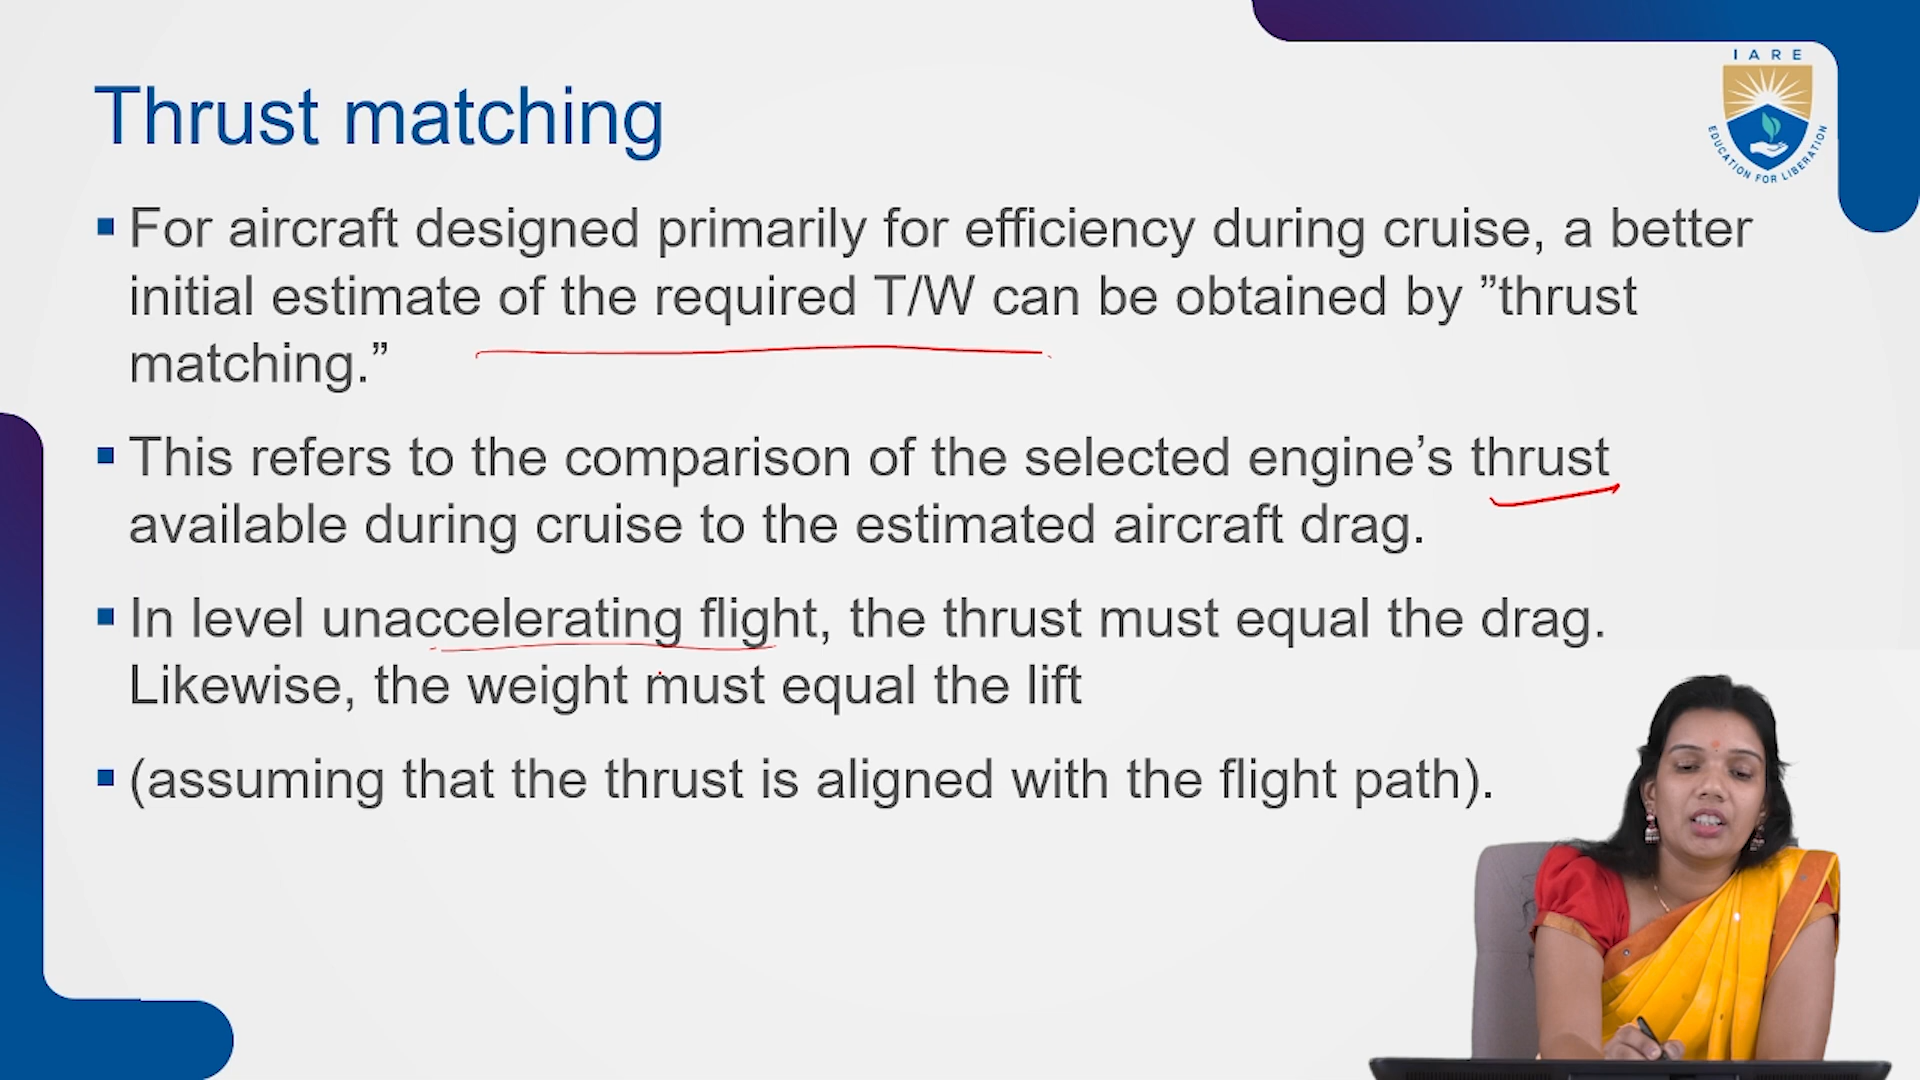 IARE
EDUCATION FOR LIBERATION
Thrust matching
For aircraft designed primarily for efficiency during cruise, a better
initial estimate of the required T/W can be obtained by ”thrust
matching.”
This refers to the comparison of the selected engine’s thrust
available during cruise to the estimated aircraft drag.
In level unaccelerating flight, the thrust must equal the drag.
Likewise, the weight must equal the lift
(assuming that the thrust is aligned with the flight path).